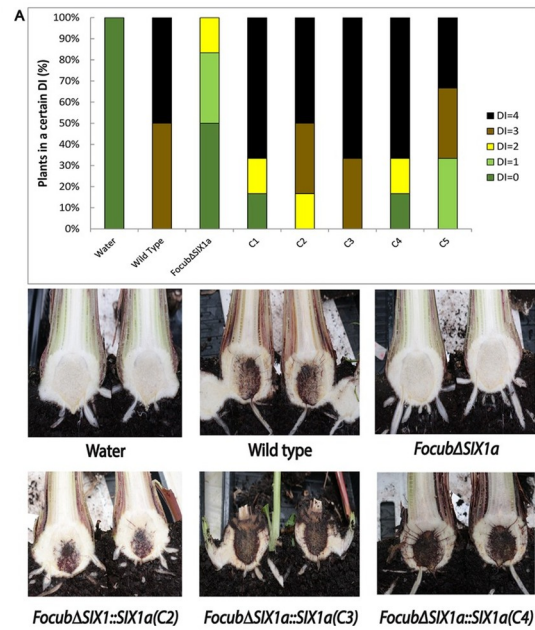 A
Plants in a certain DI (%)
100%
90%
80%
70%
60%
50%
40%
30%
20%
10%
0%
Water
Wild Type
FocubΔSIX1a
C1
C2
C3
C4
C5
DI=4
DI=3
DI=2
DI=1
DI=0
Water
Wild type
FocubΔSIX1a
FocubΔSIX1::SIX1a(C2)
FocubΔSIX1a::SIX1a(C3)
FocubΔSIX1a::SIX1a(C4)